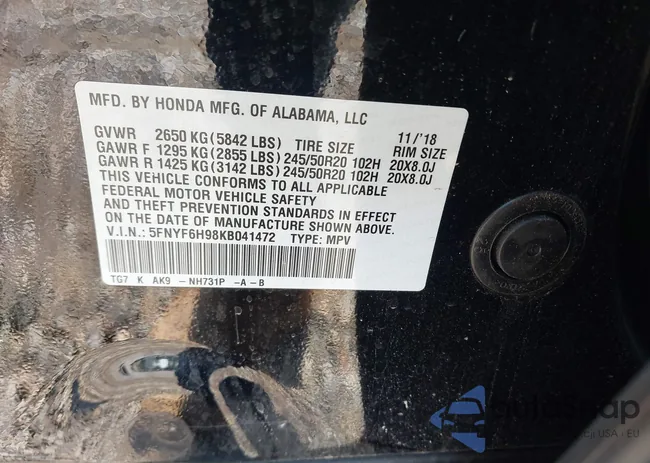 MFD. BY HONDA MFG. OF ALABAMA, LLC
GVWR 2650 KG(5842 LBS) TIRE SIZE 11/'18 RIM SIZE
GAWR F 1295 KG(2855 LBS) 245/50R20 102H 20X8.0J
GAWR R 1425 KG(3142 LBS) 245/50R20 102H 20X8.0J
THIS VEHICLE CONFORMS TO ALL APPLICABLE
FEDERAL MOTOR VEHICLE SAFETY
AND THEFT PREVENTION STANDARDS IN EFFECT
ON THE DATE OF MANUFACTURE SHOWN ABOVE.
V.I.N.: 5FNYF6H98KB041472 TYPE: MPV
TG7 K AK9 -NH731P -A-B
USA · EU